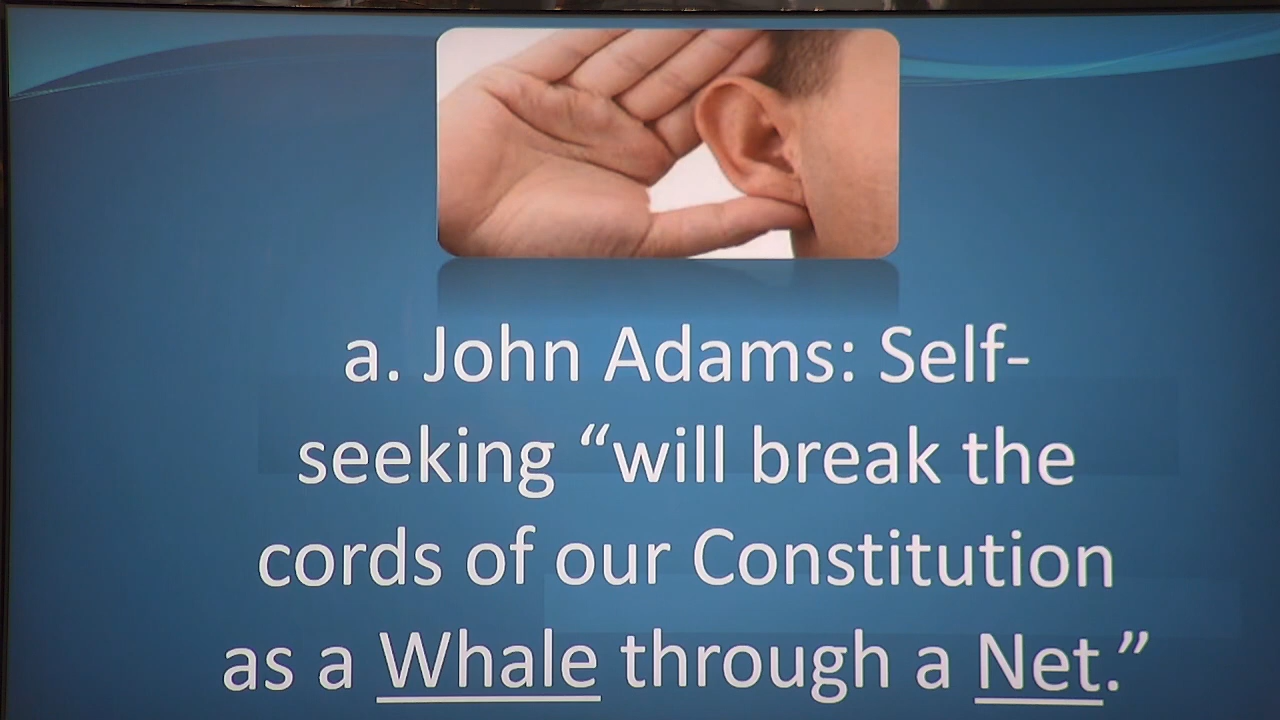 a. John Adams: Self-
seeking “will break the
cords of our Constitution
as a Whale through a Net.”